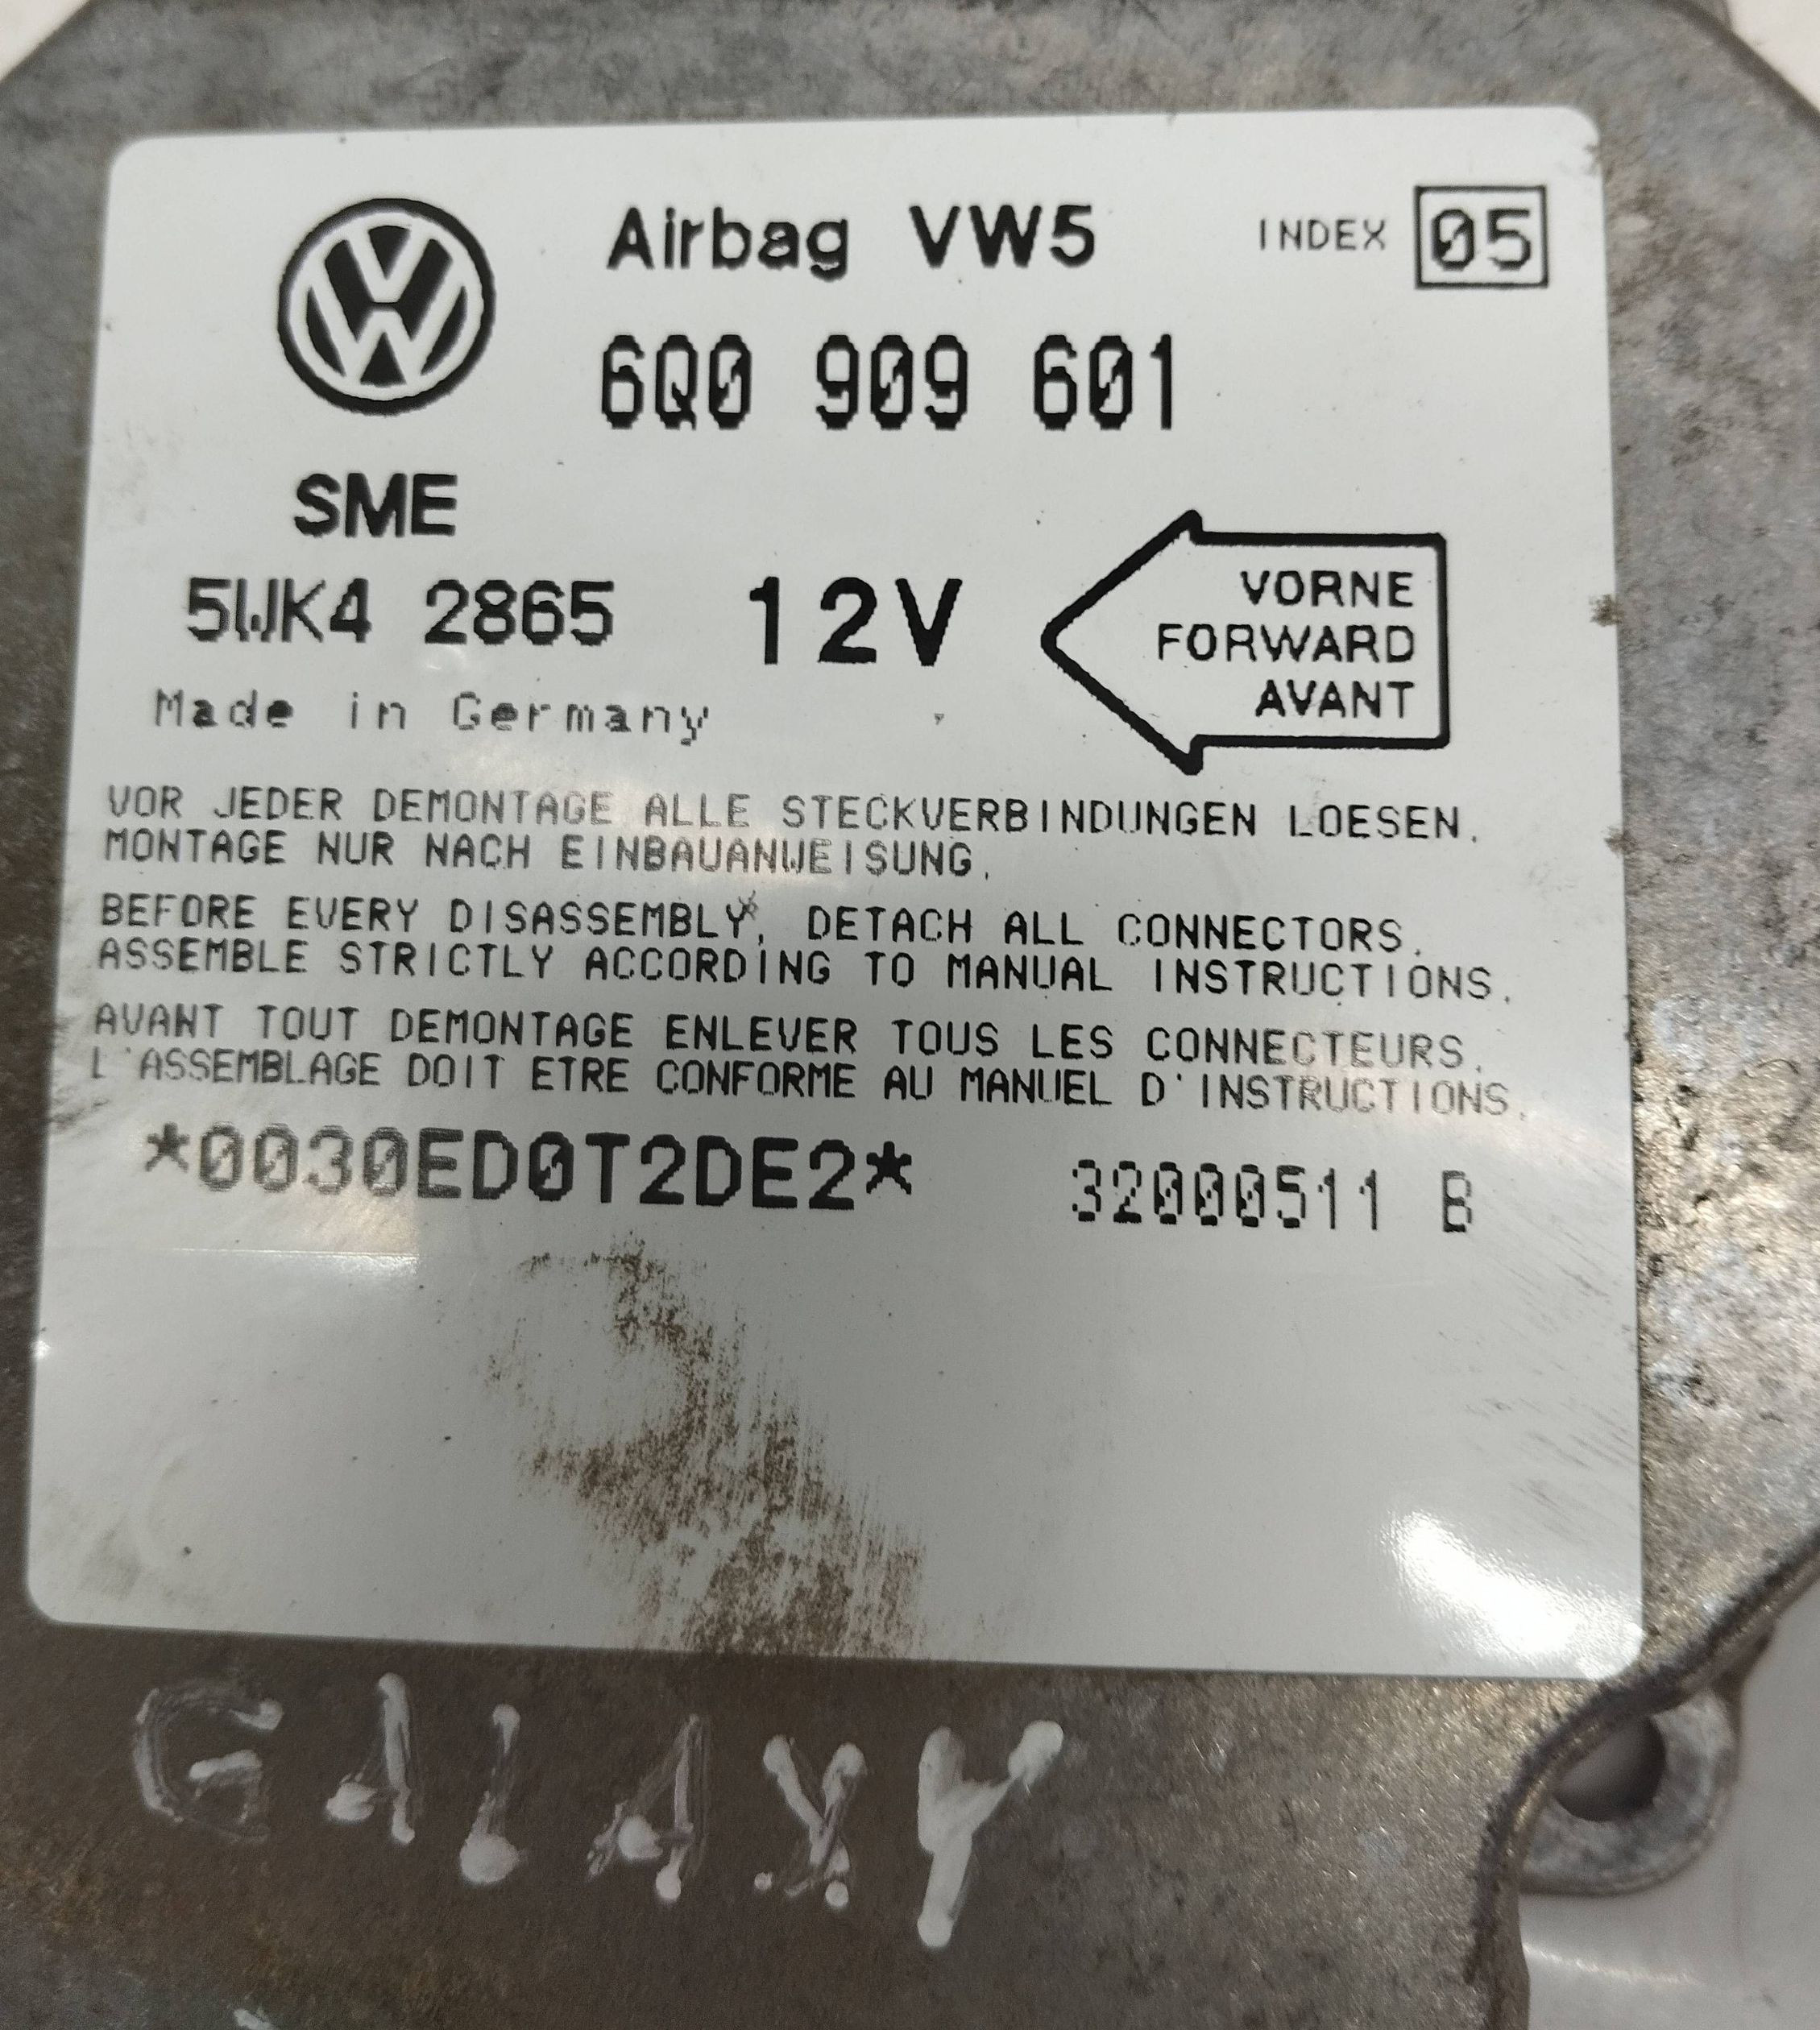 Airbag VW5 INDEX 05
6Q0 909 601
SME
5WK4 2865 12V
VORNE
FORWARD
AVANT
Made in Germany
VOR JEDER DEMONTAGE ALLE STECKVERBINDUNGEN LOESEN.
MONTAGE NUR NACH EINBAUANWEISUNG.
BEFORE EVERY DISASSEMBLY, DETACH ALL CONNECTORS.
ASSEMBLE STRICTLY ACCORDING TO MANUAL INSTRUCTIONS.
AVANT TOUT DEMONTAGE ENLEVER TOUS LES CONNECTEURS.
L'ASSEMBLAGE DOIT ETRE CONFORME AU MANUEL D'INSTRUCTIONS.
*0030ED0T2DE2* 32000511 B
GALAXY